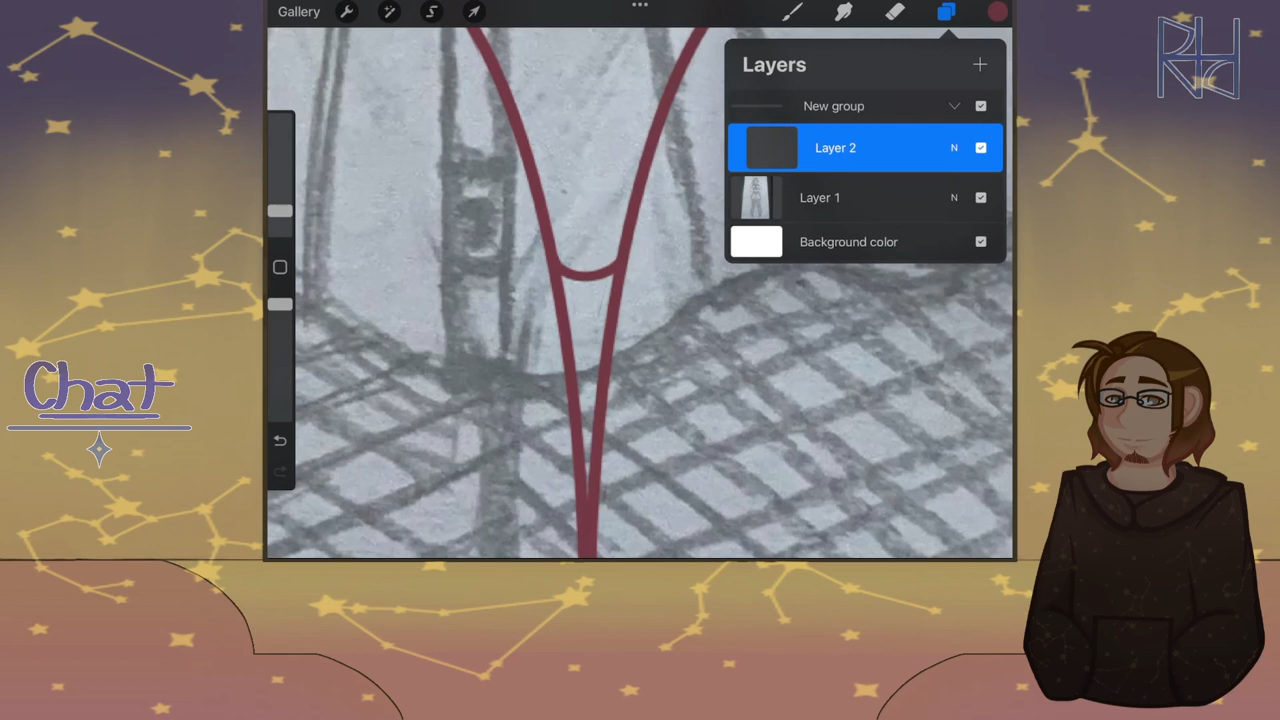 Gallery
Layers
New group
Layer 2 N
Layer 1 N
Background color
Chat